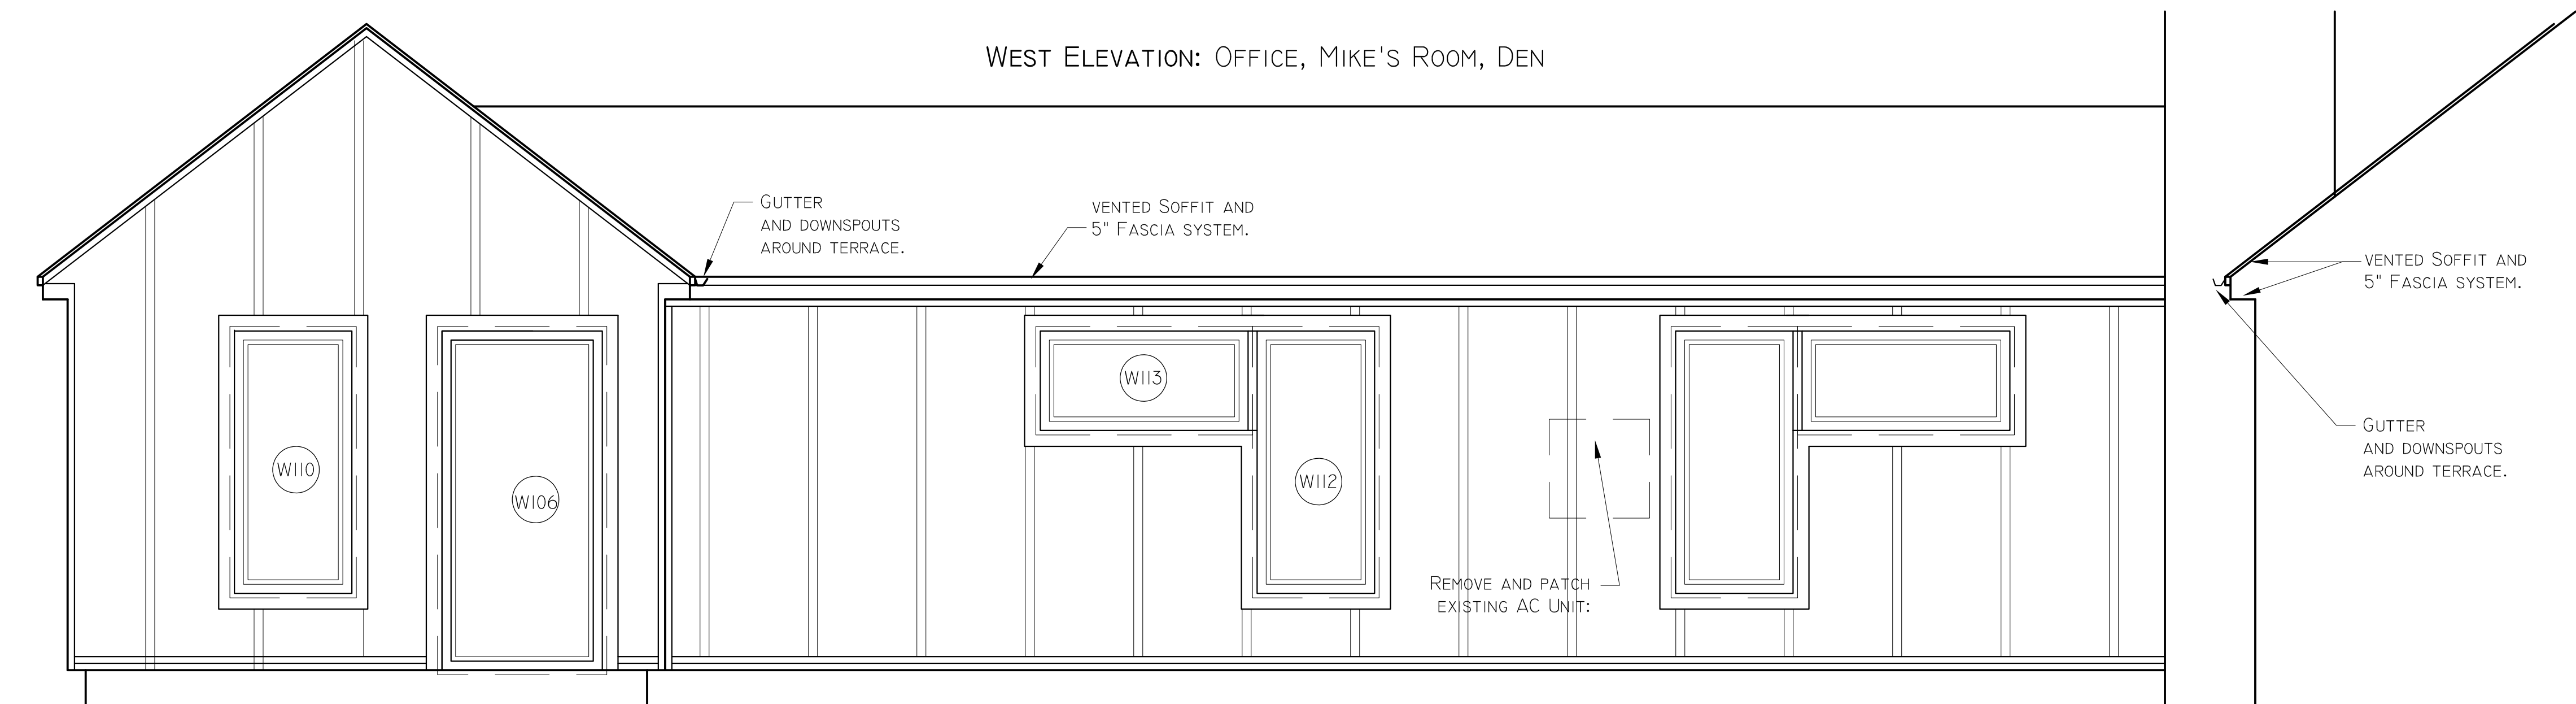 WEST ELEVATION: OFFICE, MIKE'S ROOM, DEN
GUTTER
AND DOWNSPOUTS
AROUND TERRACE.
VENTED SOFFIT AND
5" FASCIA SYSTEM.
VENTED SOFFIT AND
5" FASCIA SYSTEM.
W113
W110
W106
W112
GUTTER
AND DOWNSPOUTS
AROUND TERRACE.
REMOVE AND PATCH
EXISTING AC UNIT: